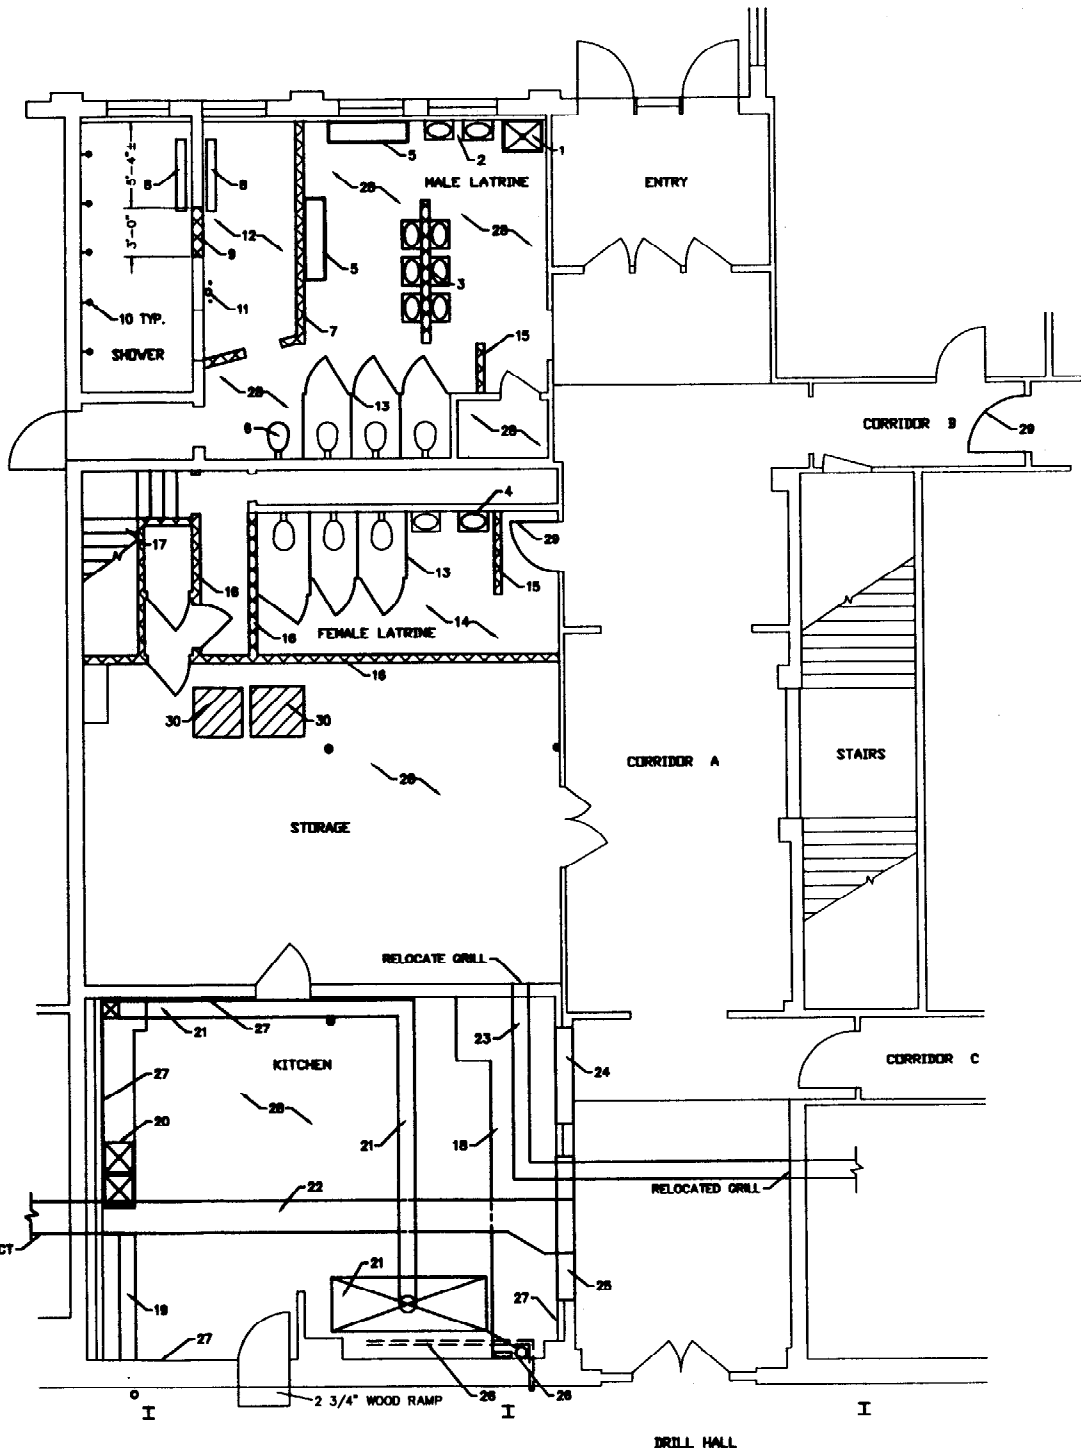 5'-4" ±
3'-0"
8
8
5
2
1
28
MALE LATRINE
ENTRY
12
9
28
5
3
11
10 TYP.
7
15
SHOWER
28
13
6
28
CORRIDOR B
29
4
17
29
16
13
15
14
16
FEMALE LATRINE
16
30
30
CORRIDOR A
STAIRS
28
STORAGE
RELOCATE GRILL
21
27
23
KITCHEN
24
CORRIDOR C
27
28
20
21
18
22
RELOCATED GRILL
CT
21
25
19
27
27
26
26
2 3/4" WOOD RAMP
I
I
I
DRILL HALL